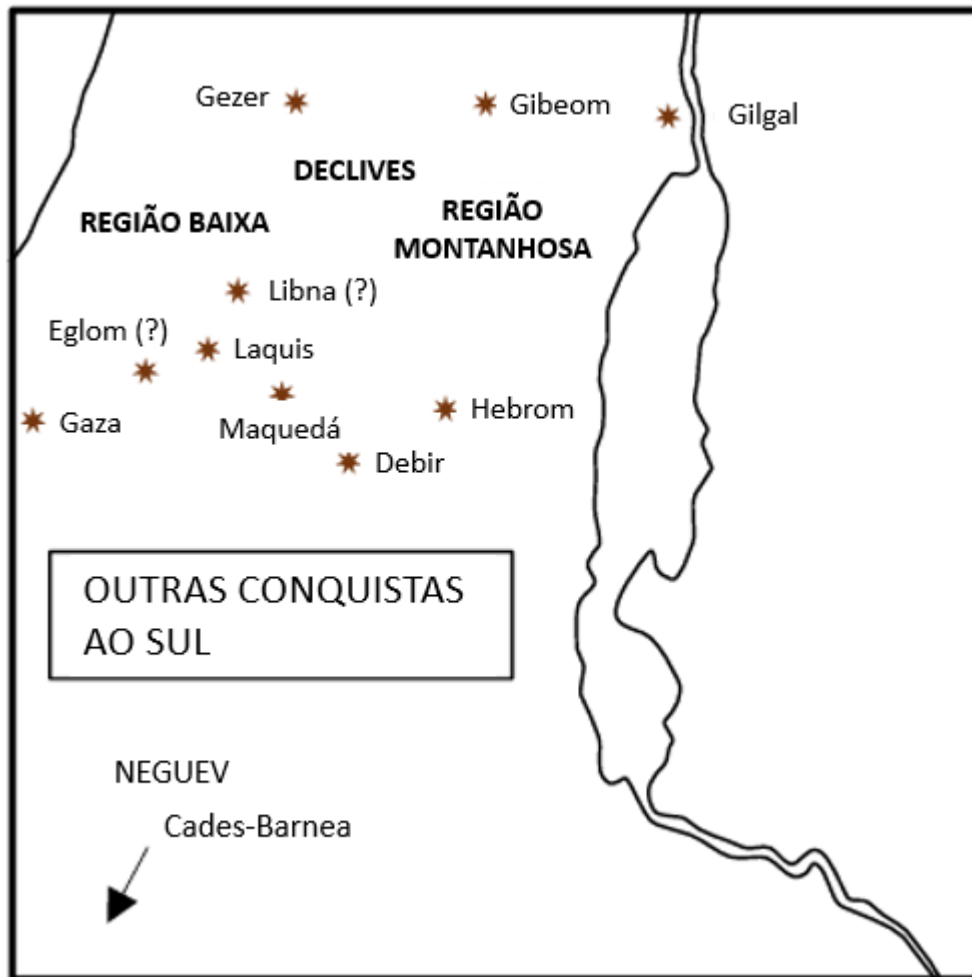 Gezer
Gibeom
Gilgal
DECLIVES
REGIÃO BAIXA
REGIÃO
MONTANHOSA
Libna (?)
Eglom (?)
Laquis
Gaza
Maquedá
Hebrom
Debir
OUTRAS CONQUISTAS
AO SUL
NEGUEV
Cades-Barnea